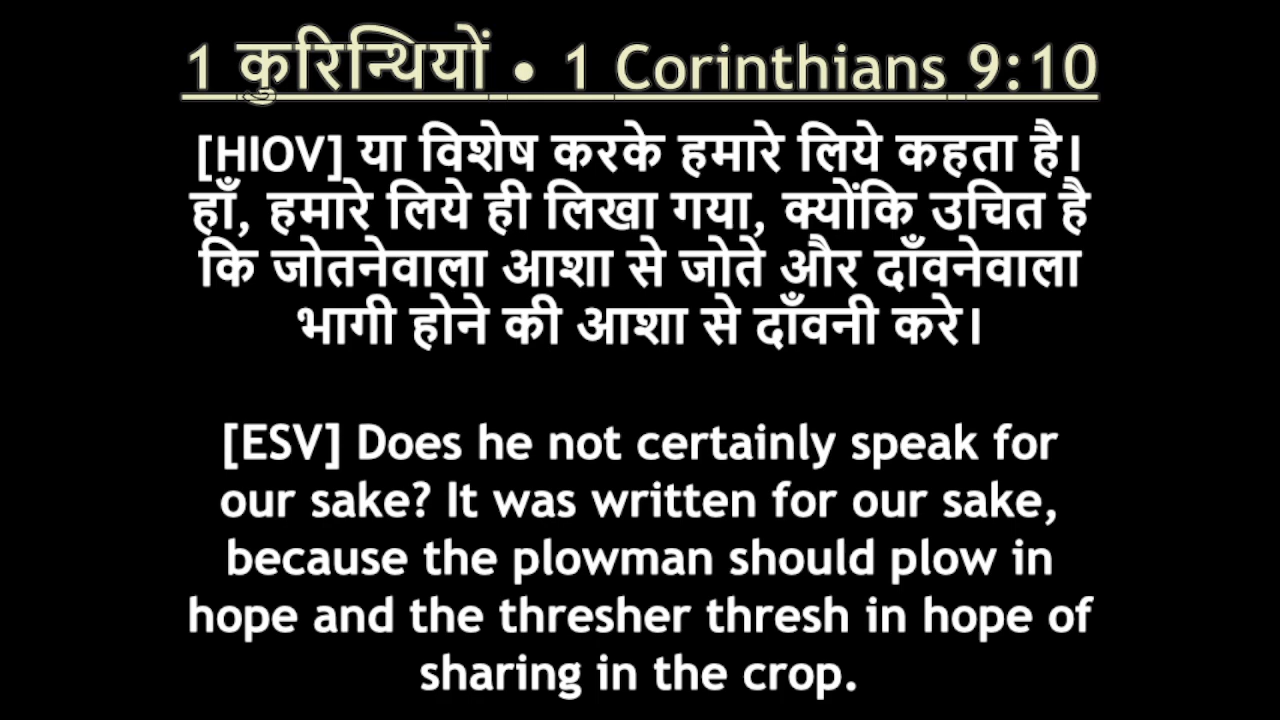 1 कुरिन्थियों • 1 Corinthians 9:10
[HIOV] या विशेष करके हमारे लिये कहता है।
हाँ, हमारे लिये ही लिखा गया, क्योंकि उचित है
कि जोतनेवाला आशा से जोते और दाँवनेवाला
भागी होने की आशा से दाँवनी करे।
[ESV] Does he not certainly speak for
our sake? It was written for our sake,
because the plowman should plow in
hope and the thresher thresh in hope of
sharing in the crop.